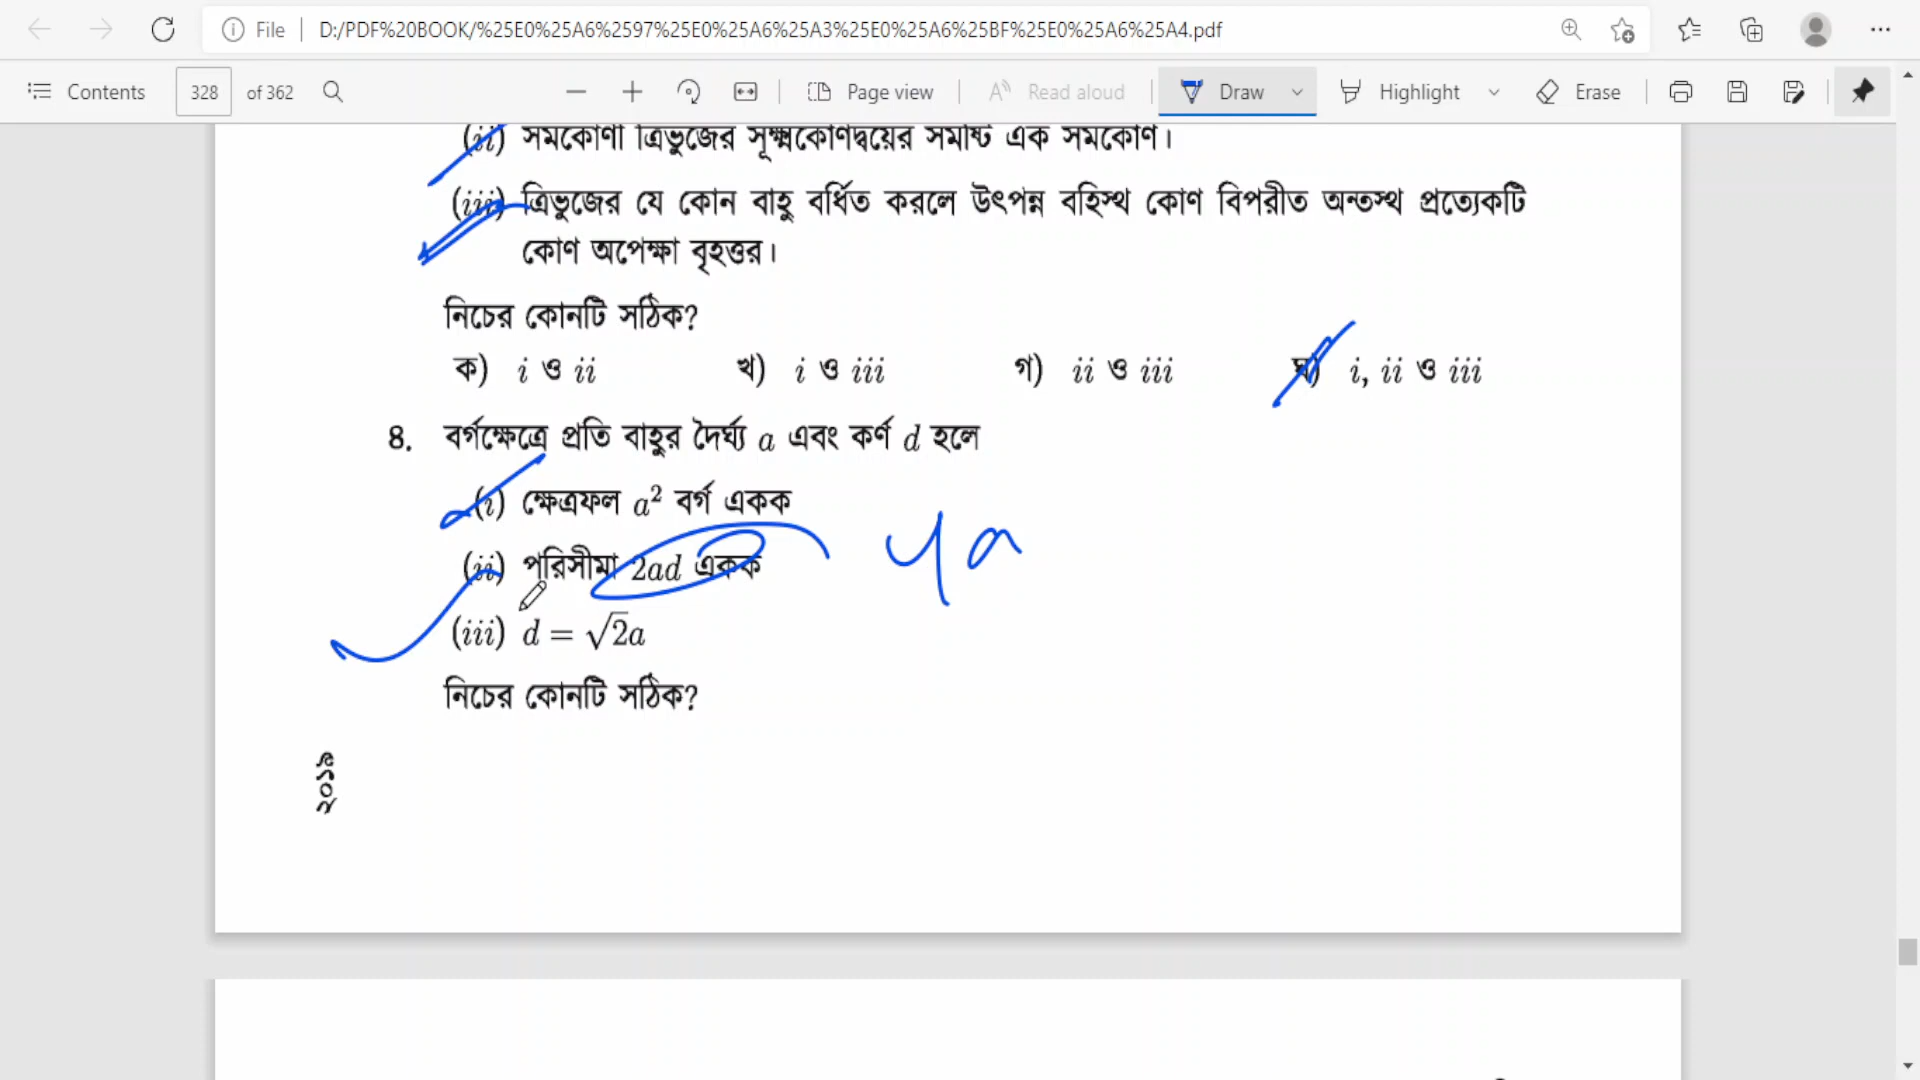 File D:/PDF%20BOOK/%25E0%25A6%2597%25E0%25A6%25A3%25E0%25A6%25BF%25E0%25A6%25A4.pdf
Contents 328 of 362 Page view Read aloud Draw Highlight Erase
(ii) সমকোণী ত্রিভুজের সূক্ষ্মকোণদ্বয়ের সমষ্টি এক সমকোণ।
(iii) ত্রিভুজের যে কোন বাহু বর্ধিত করলে উৎপন্ন বহিস্থ কোণ বিপরীত অন্তস্থ প্রত্যেকটি
কোণ অপেক্ষা বৃহত্তর।
নিচের কোনটি সঠিক?
ক) i ও ii খ) i ও iii গ) ii ও iii ঘ) i, ii ও iii
৪. বর্গক্ষেত্রে প্রতি বাহুর দৈর্ঘ্য a এবং কর্ণ d হলে
(i) ক্ষেত্রফল a² বর্গ একক
(ii) পরিসীমা 2ad একক 4a
(iii) d = √2a
নিচের কোনটি সঠিক?
২০১৯